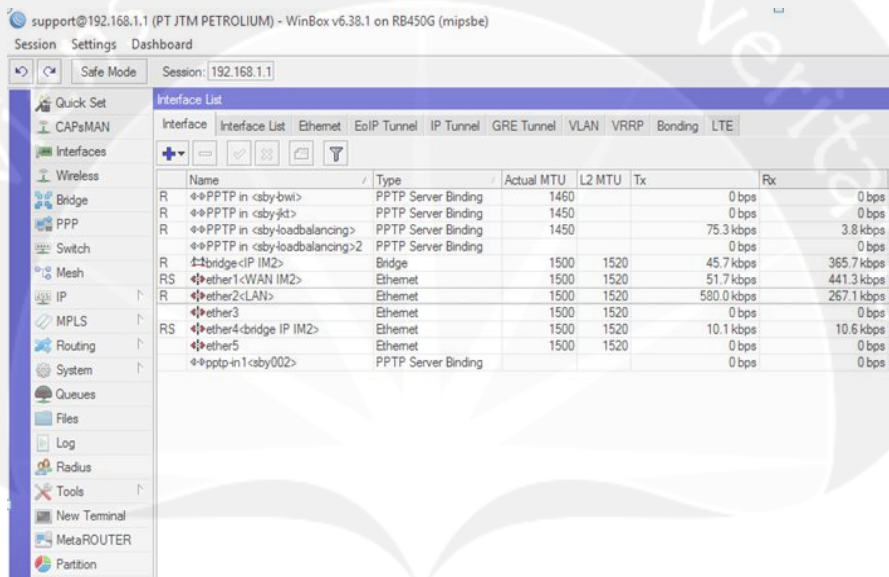 support@192.168.1.1 (PT JTM PETROLIUM) - WinBox v6.38.1 on RB450G (mipsbe)
Session Settings Dashboard
Safe Mode Session: 192.168.1.1
Quick Set
CAPsMAN
Interfaces
Wireless
Bridge
PPP
Switch
Mesh
IP
MPLS
Routing
System
Queues
Files
Log
Radius
Tools
New Terminal
MetaROUTER
Partition
Interface List
Interface Interface List Ethernet EoIP Tunnel IP Tunnel GRE Tunnel VLAN VRRP Bonding LTE
Name Type Actual MTU L2 MTU Tx Rx
R PPTP in <sby-bwi> PPTP Server Binding 1460 0 bps 0 bps
R PPTP in <sby-jkt> PPTP Server Binding 1450 0 bps 0 bps
R PPTP in <sby-loadbalancing> PPTP Server Binding 1450 75.3 kbps 3.8 kbps
PPTP in <sby-loadbalancing>2 PPTP Server Binding 0 bps 0 bps
R bridge<IP IM2> Bridge 1500 1520 45.7 kbps 365.7 kbps
RS ether1<WAN IM2> Ethernet 1500 1520 51.7 kbps 441.3 kbps
R ether2<LAN> Ethernet 1500 1520 580.0 kbps 267.1 kbps
ether3 Ethernet 1500 1520 0 bps 0 bps
RS ether4<bridge IP IM2> Ethernet 1500 1520 10.1 kbps 10.6 kbps
ether5 Ethernet 1500 1520 0 bps 0 bps
pptp-in1<sby002> PPTP Server Binding 0 bps 0 bps